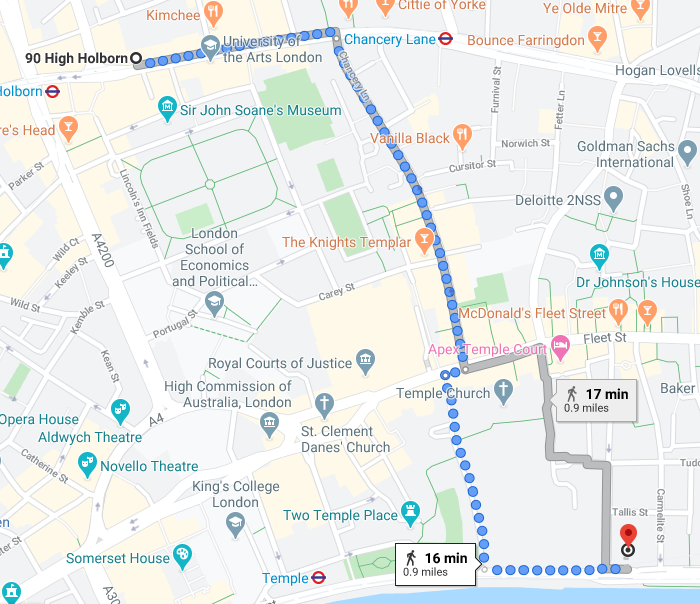 Kimchee
Cittie of Yorke
Ye Olde Mitre
University of
the Arts London
Chancery Lane
Bounce Farringdon
90 High Holborn
Hogan Lovells
Holborn
Chancery Ln
Furnival St
Fetter Ln
Sir John Soane's Museum
re's Head
Vanilla Black
Norwich St
Goldman Sachs
International
Cursitor St
Parker St
Lincoln's Inn Fields
Shoe Ln
Deloitte 2NSS
A4200
London
School of
Economics
and Political...
The Knights Templar
Wild Ct
Keeley St
Dr Johnson's House
Carey St
Wild St
Kemble St
Portugal St
McDonald's Fleet Street
Fleet St
Apex Temple Court
Kean St
Royal Courts of Justice
High Commission of
Australia, London
Temple Church
17 min
0.9 miles
Baker
Opera House
Aldwych Theatre
A4
St. Clement
Danes' Church
Catherine St
Novello Theatre
Tudo
King's College
London
Two Temple Place
Tallis St
Carmelite St
en
Somerset House
16 min
0.9 miles
Temple
ter St
A30